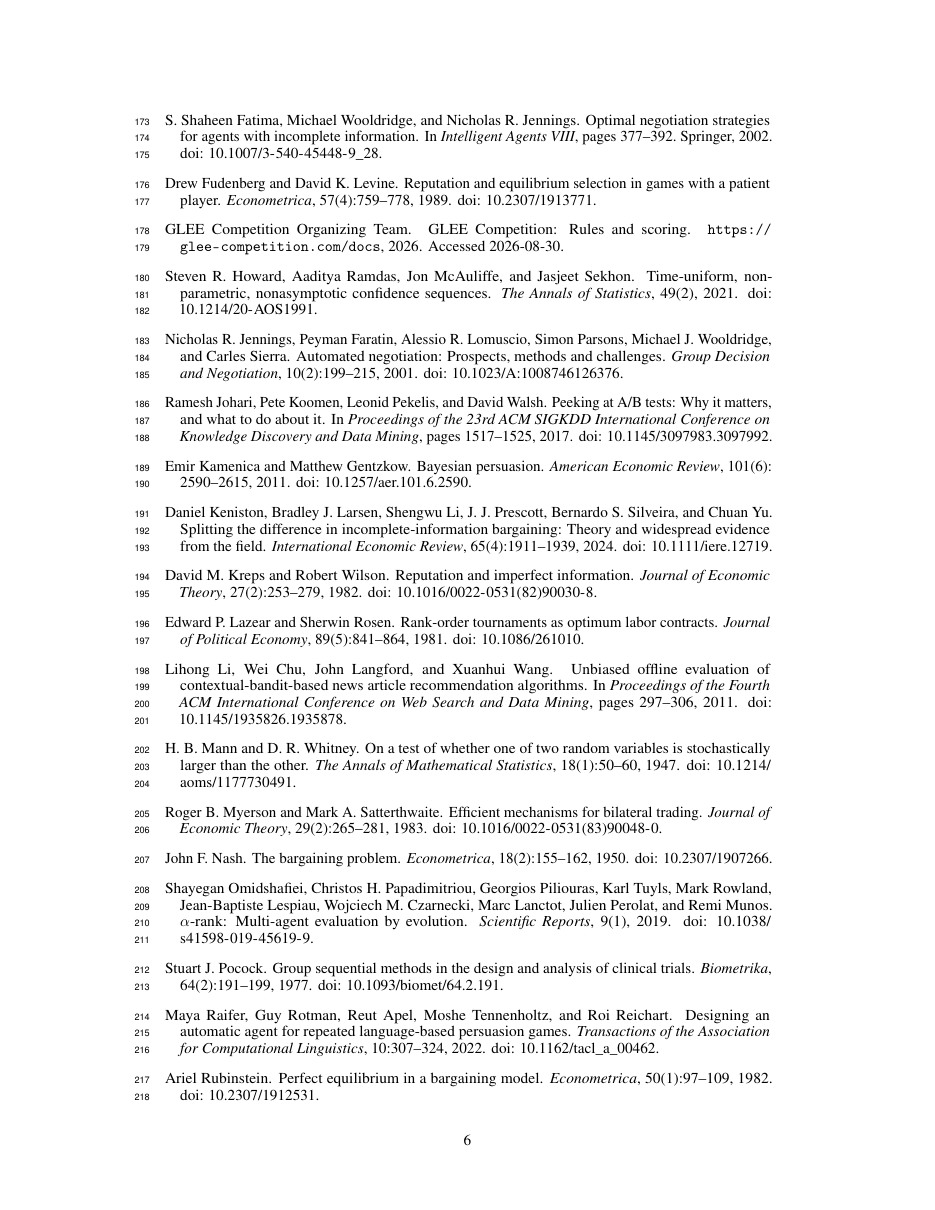 173 S. Shaheen Fatima, Michael Wooldridge, and Nicholas R. Jennings. Optimal negotiation strategies
174 for agents with incomplete information. In Intelligent Agents VIII, pages 377–392. Springer, 2002.
175 doi: 10.1007/3-540-45448-9_28.
176 Drew Fudenberg and David K. Levine. Reputation and equilibrium selection in games with a patient
177 player. Econometrica, 57(4):759–778, 1989. doi: 10.2307/1913771.
178 GLEE Competition Organizing Team. GLEE Competition: Rules and scoring. https://
179 glee-competition.com/docs, 2026. Accessed 2026-08-30.
180 Steven R. Howard, Aaditya Ramdas, Jon McAuliffe, and Jasjeet Sekhon. Time-uniform, non-
181 parametric, nonasymptotic confidence sequences. The Annals of Statistics, 49(2), 2021. doi:
182 10.1214/20-AOS1991.
183 Nicholas R. Jennings, Peyman Faratin, Alessio R. Lomuscio, Simon Parsons, Michael J. Wooldridge,
184 and Carles Sierra. Automated negotiation: Prospects, methods and challenges. Group Decision
185 and Negotiation, 10(2):199–215, 2001. doi: 10.1023/A:1008746126376.
186 Ramesh Johari, Pete Koomen, Leonid Pekelis, and David Walsh. Peeking at A/B tests: Why it matters,
187 and what to do about it. In Proceedings of the 23rd ACM SIGKDD International Conference on
188 Knowledge Discovery and Data Mining, pages 1517–1525, 2017. doi: 10.1145/3097983.3097992.
189 Emir Kamenica and Matthew Gentzkow. Bayesian persuasion. American Economic Review, 101(6):
190 2590–2615, 2011. doi: 10.1257/aer.101.6.2590.
191 Daniel Keniston, Bradley J. Larsen, Shengwu Li, J. J. Prescott, Bernardo S. Silveira, and Chuan Yu.
192 Splitting the difference in incomplete-information bargaining: Theory and widespread evidence
193 from the field. International Economic Review, 65(4):1911–1939, 2024. doi: 10.1111/iere.12719.
194 David M. Kreps and Robert Wilson. Reputation and imperfect information. Journal of Economic
195 Theory, 27(2):253–279, 1982. doi: 10.1016/0022-0531(82)90030-8.
196 Edward P. Lazear and Sherwin Rosen. Rank-order tournaments as optimum labor contracts. Journal
197 of Political Economy, 89(5):841–864, 1981. doi: 10.1086/261010.
198 Lihong Li, Wei Chu, John Langford, and Xuanhui Wang. Unbiased offline evaluation of
199 contextual-bandit-based news article recommendation algorithms. In Proceedings of the Fourth
200 ACM International Conference on Web Search and Data Mining, pages 297–306, 2011. doi:
201 10.1145/1935826.1935878.
202 H. B. Mann and D. R. Whitney. On a test of whether one of two random variables is stochastically
203 larger than the other. The Annals of Mathematical Statistics, 18(1):50–60, 1947. doi: 10.1214/
204 aoms/1177730491.
205 Roger B. Myerson and Mark A. Satterthwaite. Efficient mechanisms for bilateral trading. Journal of
206 Economic Theory, 29(2):265–281, 1983. doi: 10.1016/0022-0531(83)90048-0.
207 John F. Nash. The bargaining problem. Econometrica, 18(2):155–162, 1950. doi: 10.2307/1907266.
208 Shayegan Omidshafiei, Christos H. Papadimitriou, Georgios Piliouras, Karl Tuyls, Mark Rowland,
209 Jean-Baptiste Lespiau, Wojciech M. Czarnecki, Marc Lanctot, Julien Perolat, and Remi Munos.
210 α-rank: Multi-agent evaluation by evolution. Scientific Reports, 9(1), 2019. doi: 10.1038/
211 s41598-019-45619-9.
212 Stuart J. Pocock. Group sequential methods in the design and analysis of clinical trials. Biometrika,
213 64(2):191–199, 1977. doi: 10.1093/biomet/64.2.191.
214 Maya Raifer, Guy Rotman, Reut Apel, Moshe Tennenholtz, and Roi Reichart. Designing an
215 automatic agent for repeated language-based persuasion games. Transactions of the Association
216 for Computational Linguistics, 10:307–324, 2022. doi: 10.1162/tacl_a_00462.
217 Ariel Rubinstein. Perfect equilibrium in a bargaining model. Econometrica, 50(1):97–109, 1982.
218 doi: 10.2307/1912531.
6